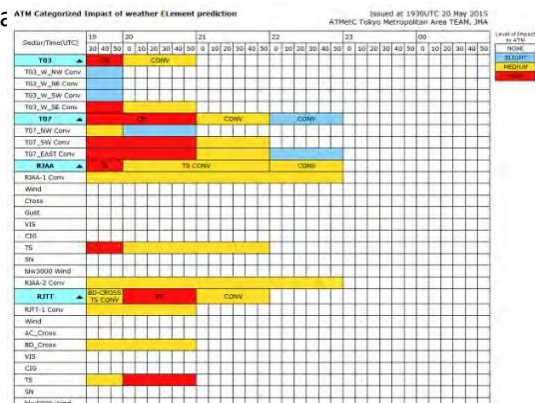 a
ATM Categorized Impact of weather ELement prediction
Issued at 1930UTC 20 May 2015
ATMetC Tokyo Metropolitan Area TEAM, JMA
Level of Impact to ATM
NONE
SLIGHT
MEDIUM
Sector/Time(UTC) 19 20 21 22 23 00
30 40 50 0 10 20 30 40 50 0 10 20 30 40 50 0 10 20 30 40 50 0 10 20 30 40 50 0 10 20 30 40 50
T03 CB CONV
T03_W_NW Conv
T03_W_NE Conv
T03_W_SW Conv
T03_W_SE Conv
T07 CB CONV CONV
T07_NW Conv
T07_SW Conv
T07_EAST Conv
RJAA TS TS CONV CONV
RJAA-1 Conv
Wind
Cross
Gust
VIS
CIG
TS
SN
blw3000 Wind
RJAA-2 Conv
RJTT BD-CROSS TS CONV TS CONV
RJTT-1 Conv
Wind
AC_Cross
BD_Cross
VIS
CIG
TS
SN